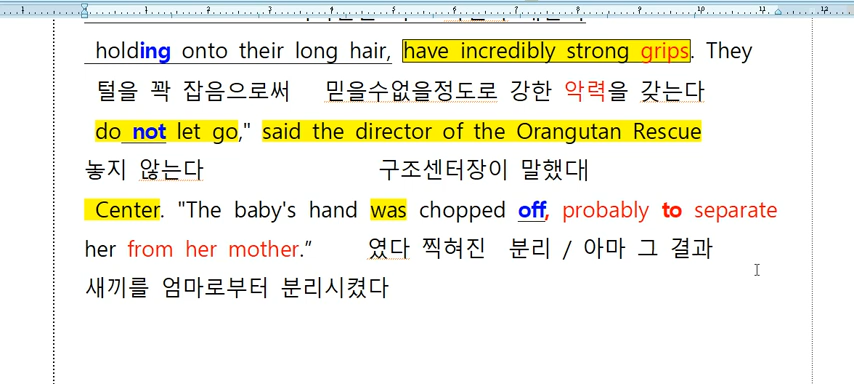 holding onto their long hair, have incredibly strong grips. They
털을 꽉 잡음으로써 믿을수없을정도로 강한 악력을 갖는다
do not let go," said the director of the Orangutan Rescue
놓지 않는다 구조센터장이 말했대
Center. "The baby's hand was chopped off, probably to separate
her from her mother.” 였다 찍혀진 분리 / 아마 그 결과
새끼를 엄마로부터 분리시켰다